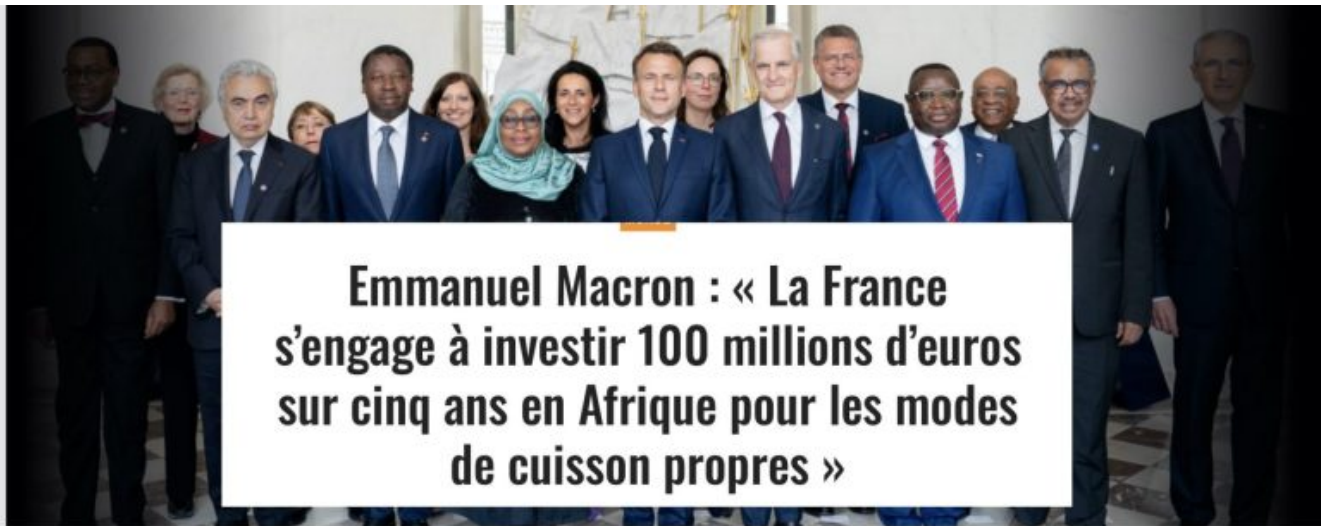 Emmanuel Macron : « La France
s’engage à investir 100 millions d’euros
sur cinq ans en Afrique pour les modes
de cuisson propres »